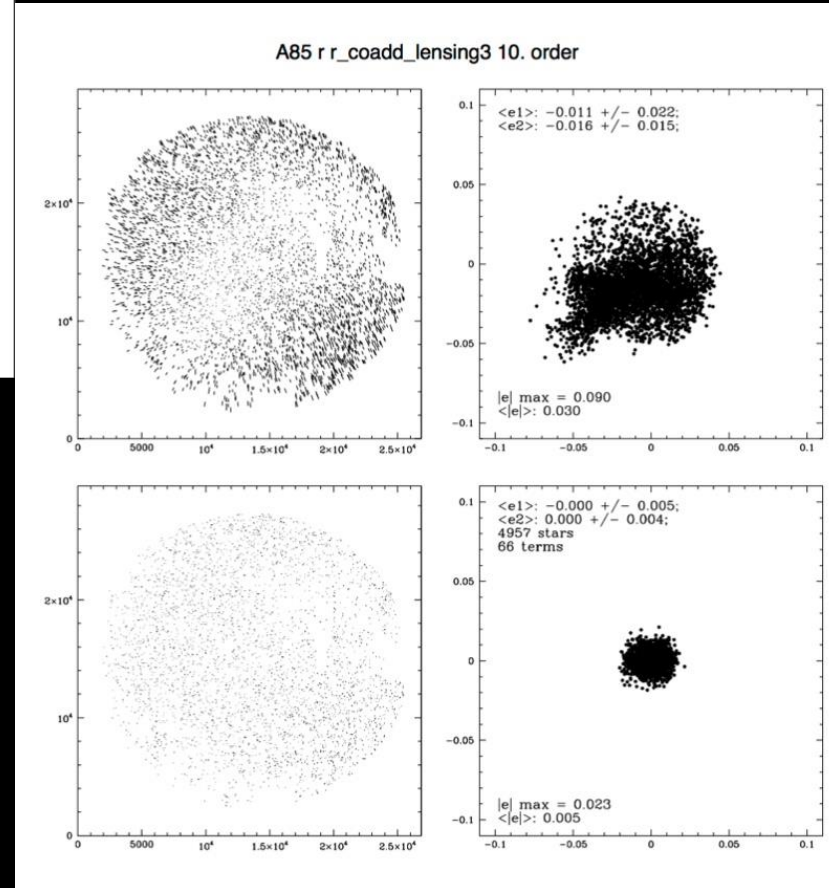 A85 r r_coadd_lensing3 10. order
2×10⁴
10⁴
0
0 5000 10⁴ 1.5×10⁴ 2×10⁴ 2.5×10⁴
<e1>: -0.011 +/- 0.022;
<e2>: -0.016 +/- 0.015;
0.1
0.05
0
-0.05
-0.1
|e| max = 0.090
<|e|>: 0.030
-0.1 -0.05 0 0.05 0.1
2×10⁴
10⁴
0
0 5000 10⁴ 1.5×10⁴ 2×10⁴ 2.5×10⁴
<e1>: -0.000 +/- 0.005;
<e2>: 0.000 +/- 0.004;
4957 stars
66 terms
0.1
0.05
0
-0.05
-0.1
|e| max = 0.023
<|e|>: 0.005
-0.1 -0.05 0 0.05 0.1